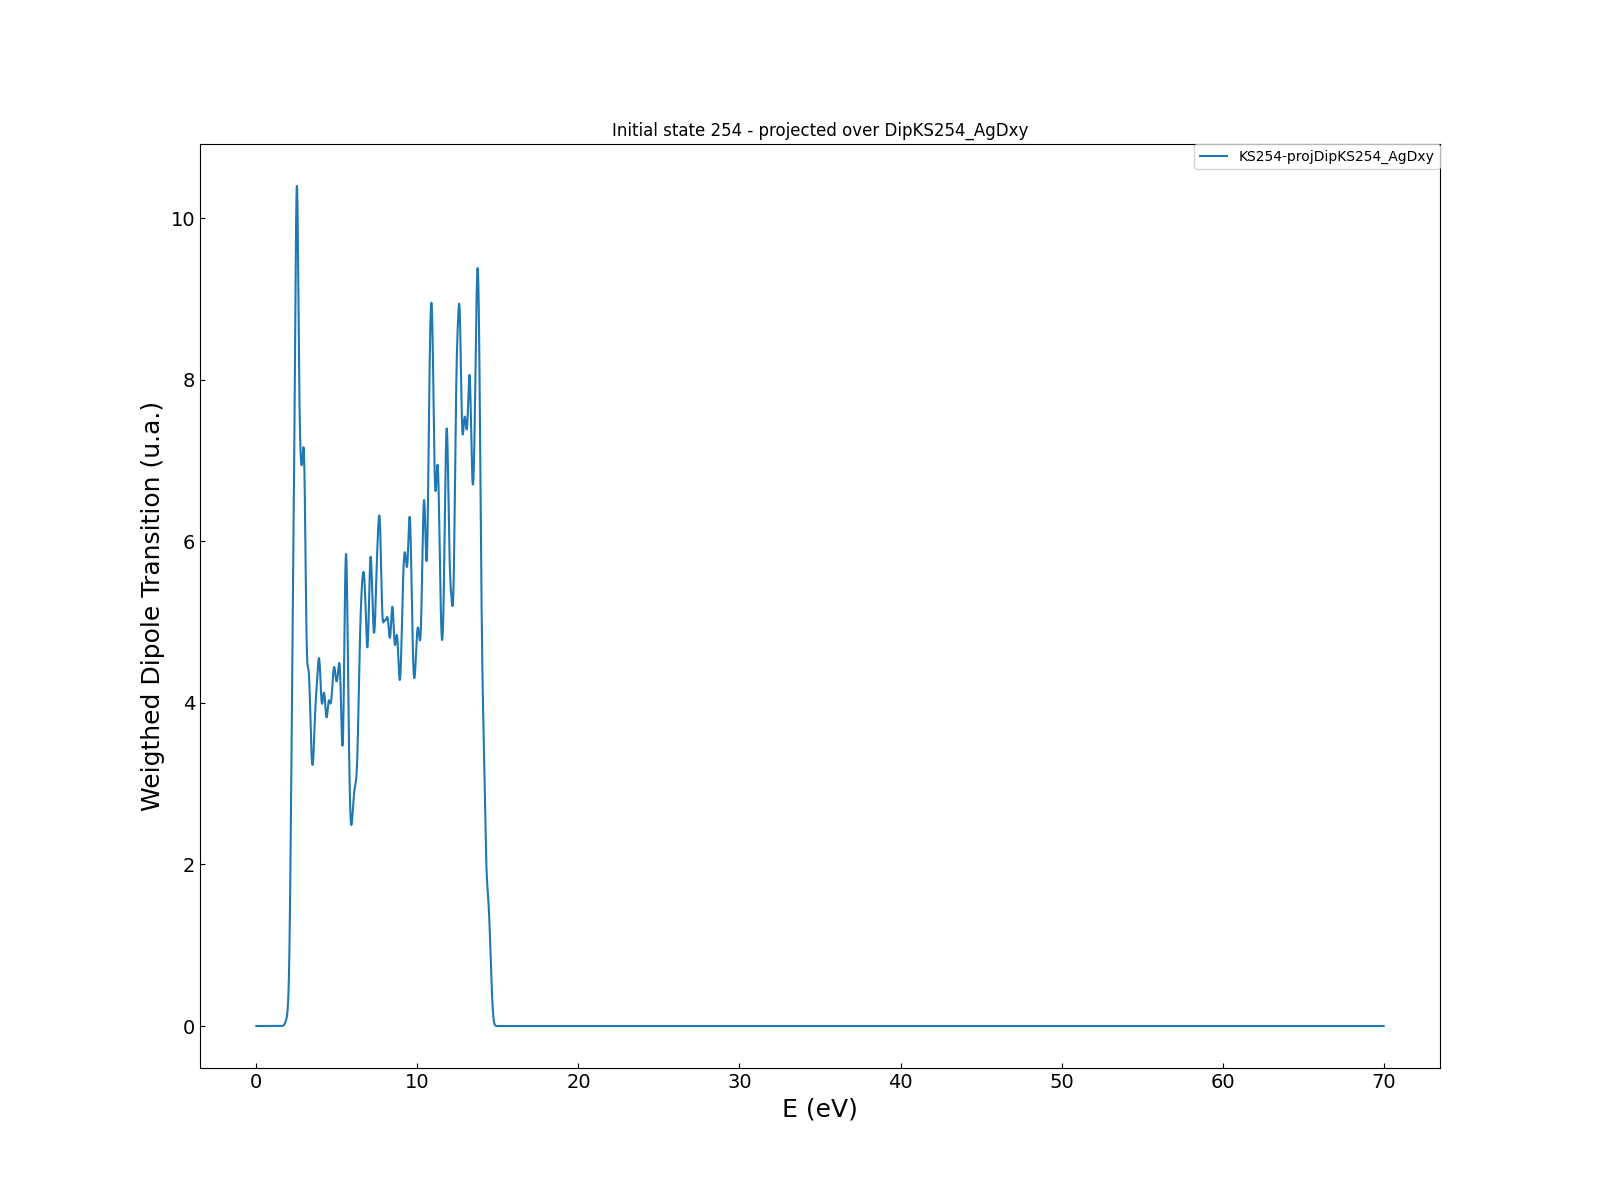 Initial state 254 - projected over DipKS254_AgDxy
KS254-projDipKS254_AgDxy
10
8
6
4
2
0
Weigthed Dipole Transition (u.a.)
0 10 20 30 40 50 60 70
E (eV)